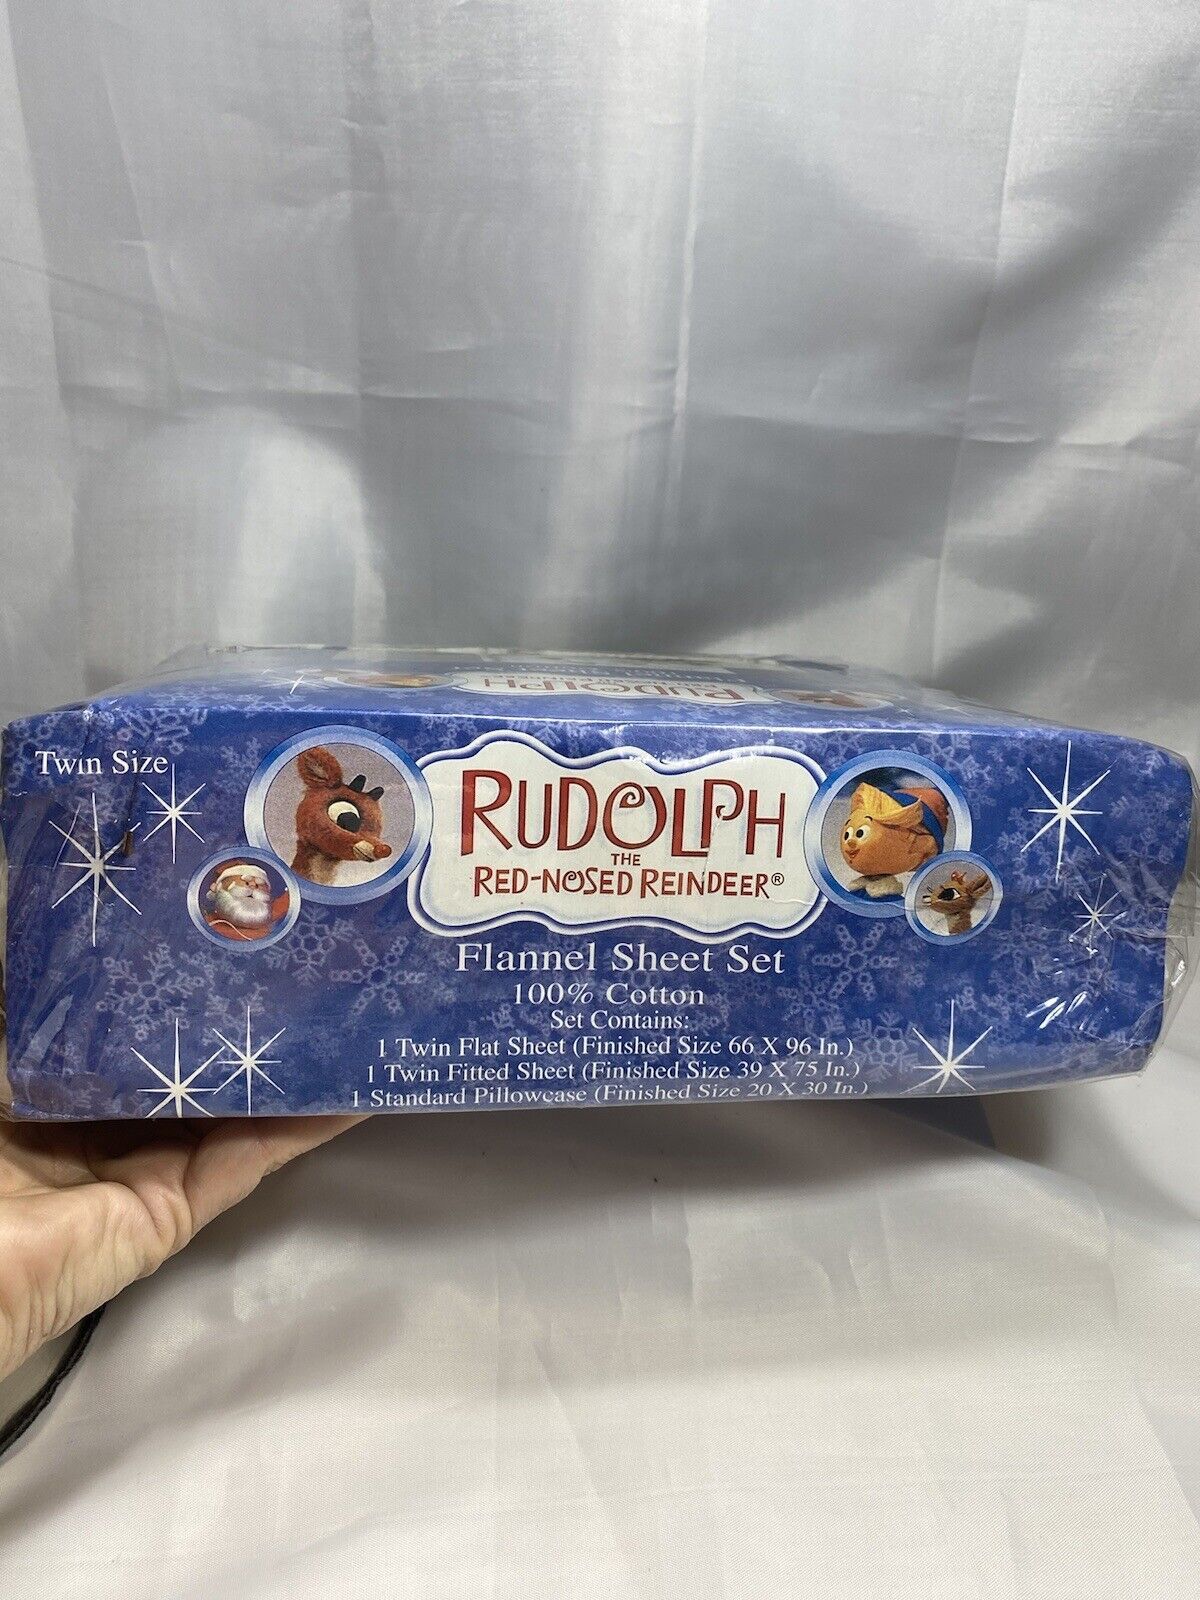 RUDOLPH
Twin Size
RUDOLPH
THE
RED-NOSED REINDEER®
Flannel Sheet Set
100% Cotton
Set Contains:
1 Twin Flat Sheet (Finished Size 66 X 96 In.)
1 Twin Fitted Sheet (Finished Size 39 X 75 In.)
1 Standard Pillowcase (Finished Size 20 X 30 In.)